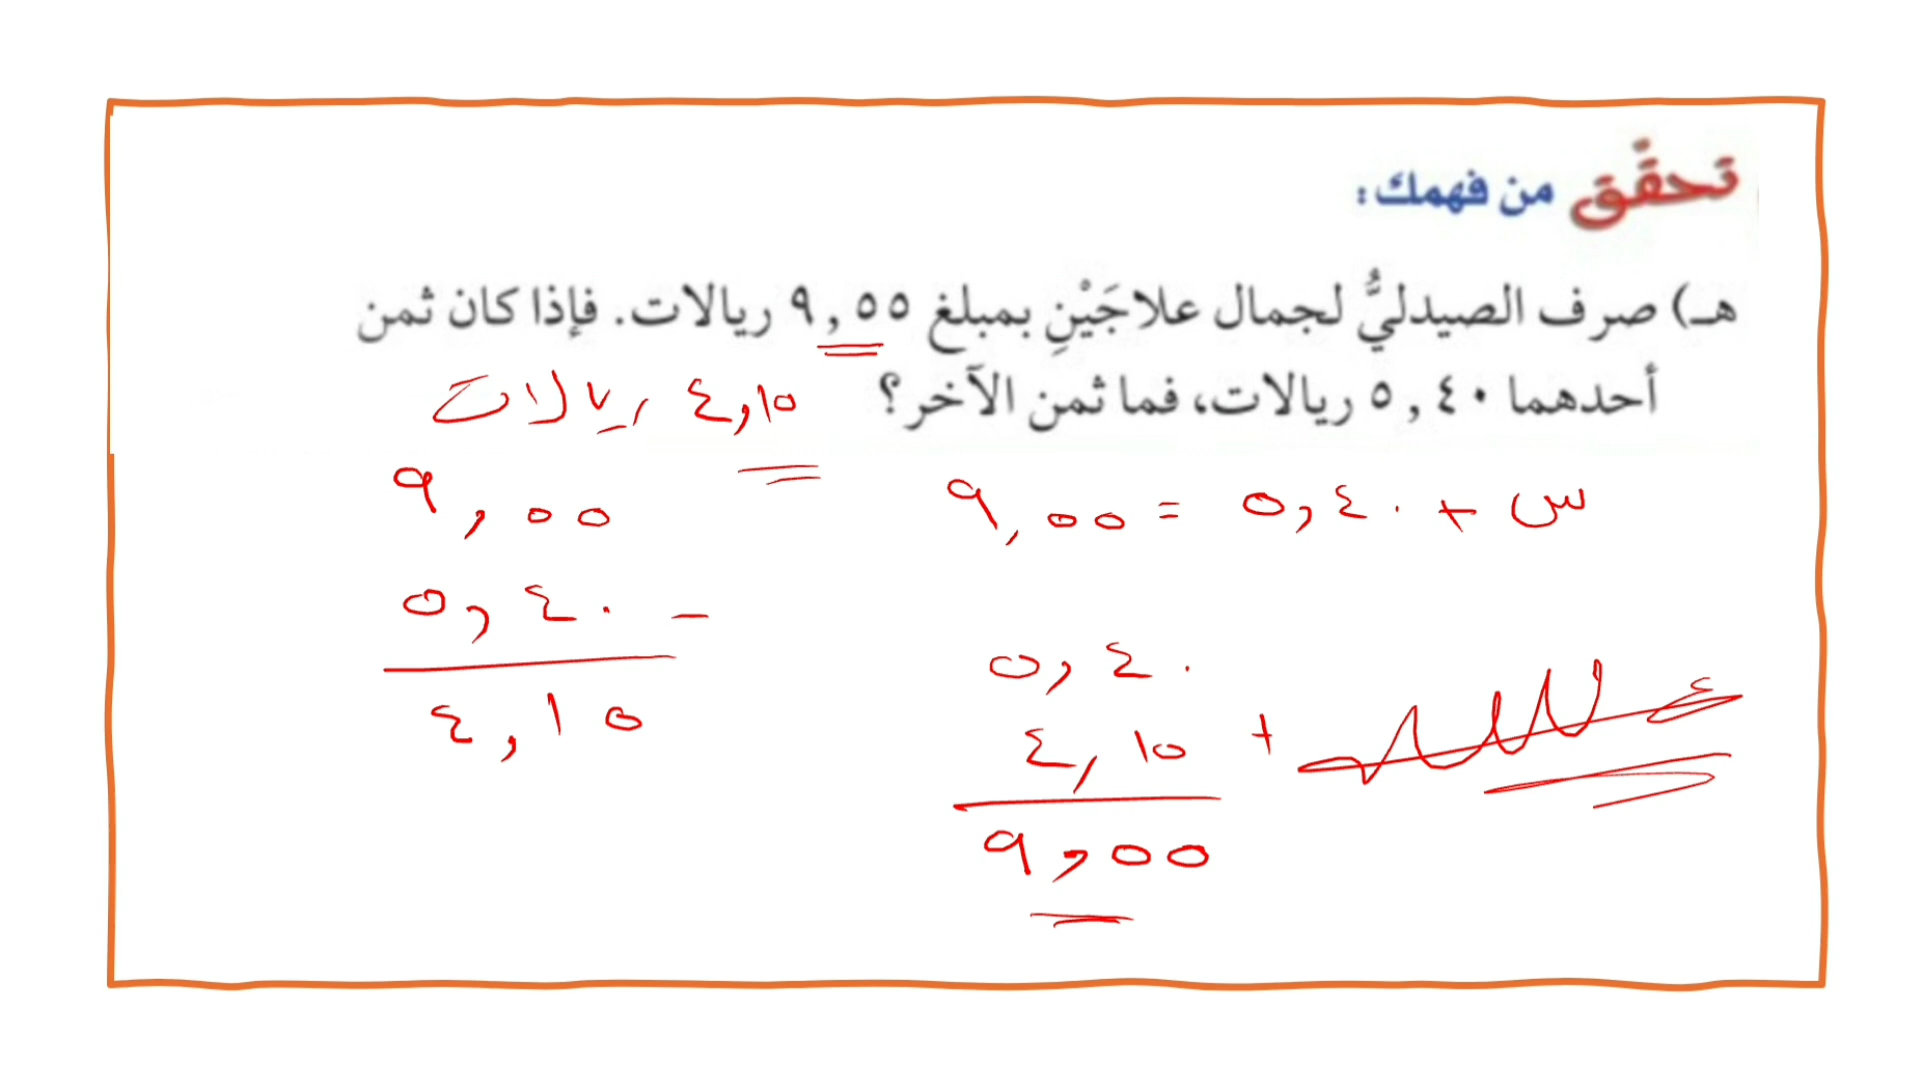 تحقَّق من فهمك:
هـ) صرف الصيدليُّ لجمال علاجَيْنِ بمبلغ ٩,٥٥ ريالات. فإذا كان ثمن
أحدهما ٥,٤٠ ريالات، فما ثمن الآخر؟
٤,١٥ ريالات
س + ٥,٤٠ = ٩,٥٥
٩,٥٥
٥,٤٠ -
٤,١٥
٥,٤٠
٤,١٥ +
٩,٥٥